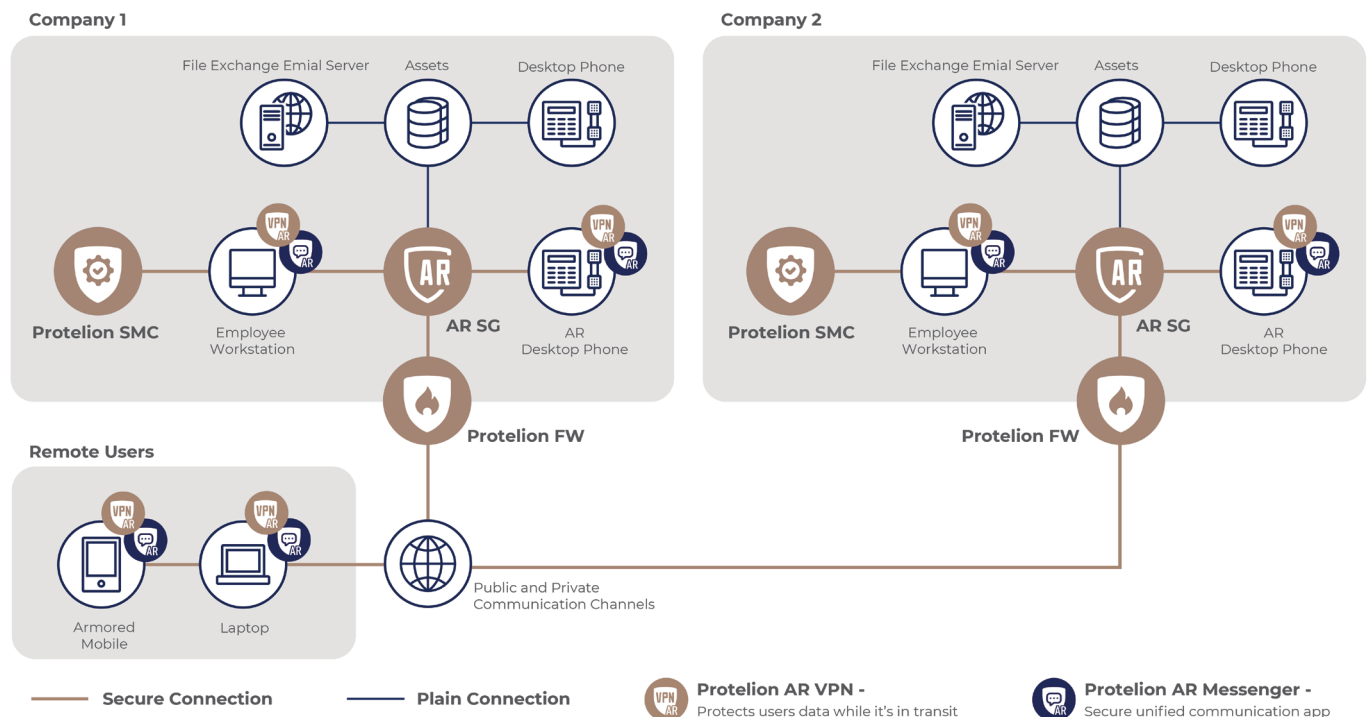 Company 1
File Exchange Emial Server
Assets
Desktop Phone
VPN
AR
AR
VPN
AR
AR
AR
Protelion SMC
Employee
Workstation
AR SG
AR
Desktop Phone
Protelion FW
Company 2
File Exchange Emial Server
Assets
Desktop Phone
VPN
AR
AR
VPN
AR
AR
AR
Protelion SMC
Employee
Workstation
AR SG
AR
Desktop Phone
Protelion FW
Remote Users
VPN
AR
AR
VPN
AR
AR
Armored
Mobile
Laptop
Public and Private
Communication Channels
Secure Connection
Plain Connection
VPN
AR
Protelion AR VPN -
Protects users data while it's in transit
AR
Protelion AR Messenger -
Secure unified communication app